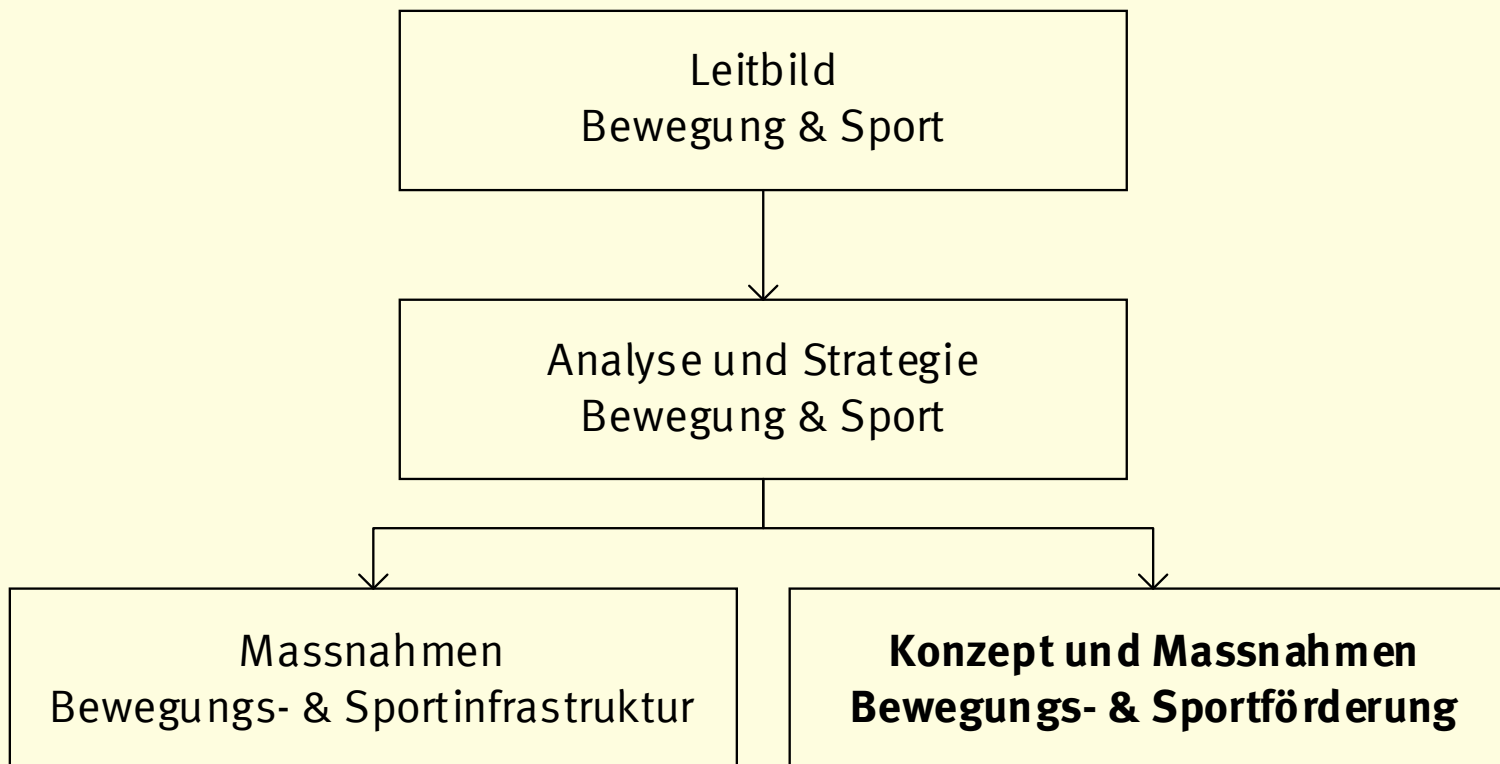 Leitbild
Bewegung & Sport
Analyse und Strategie
Bewegung & Sport
Massnahmen
Bewegungs- & Sportinfrastruktur
Konzept und Massnahmen
Bewegungs- & Sportförderung